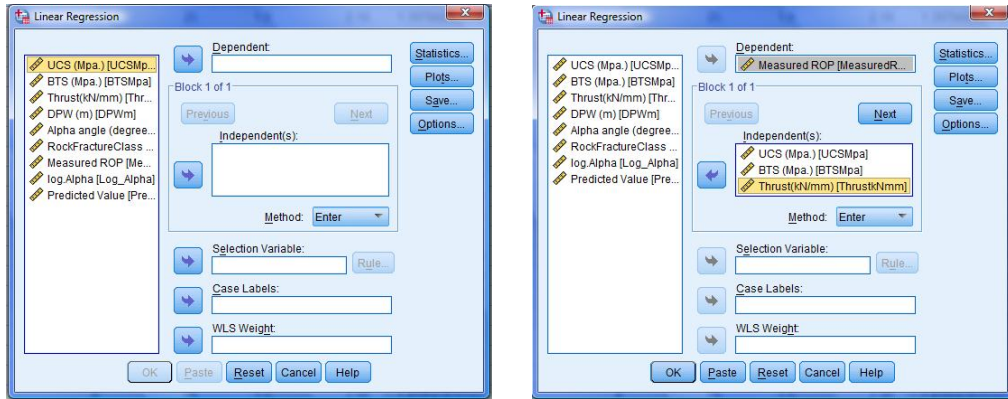 Linear Regression
UCS (Mpa.) [UCSMp...
BTS (Mpa.) [BTSMpa]
Thrust(kN/mm) [Thr...
DPW (m) [DPWm]
Alpha angle (degree...
RockFractureClass ...
Measured ROP [Me...
log.Alpha [Log_Alpha]
Predicted Value [Pre...
Dependent:
Block 1 of 1
Previous
Next
Independent(s):
Method: Enter
Selection Variable:
Rule...
Case Labels:
WLS Weight:
Statistics...
Plots...
Save...
Options...
OK Paste Reset Cancel Help
Linear Regression
UCS (Mpa.) [UCSMp...
BTS (Mpa.) [BTSMpa]
Thrust(kN/mm) [Thr...
DPW (m) [DPWm]
Alpha angle (degree...
RockFractureClass ...
Measured ROP [Me...
log.Alpha [Log_Alpha]
Predicted Value [Pre...
Dependent:
Measured ROP [MeasuredR...
Block 1 of 1
Previous
Next
Independent(s):
UCS (Mpa.) [UCSMpa]
BTS (Mpa.) [BTSMpa]
Thrust(kN/mm) [ThrustkNmm]
Method: Enter
Selection Variable:
Rule...
Case Labels:
WLS Weight:
Statistics...
Plots...
Save...
Options...
OK Paste Reset Cancel Help